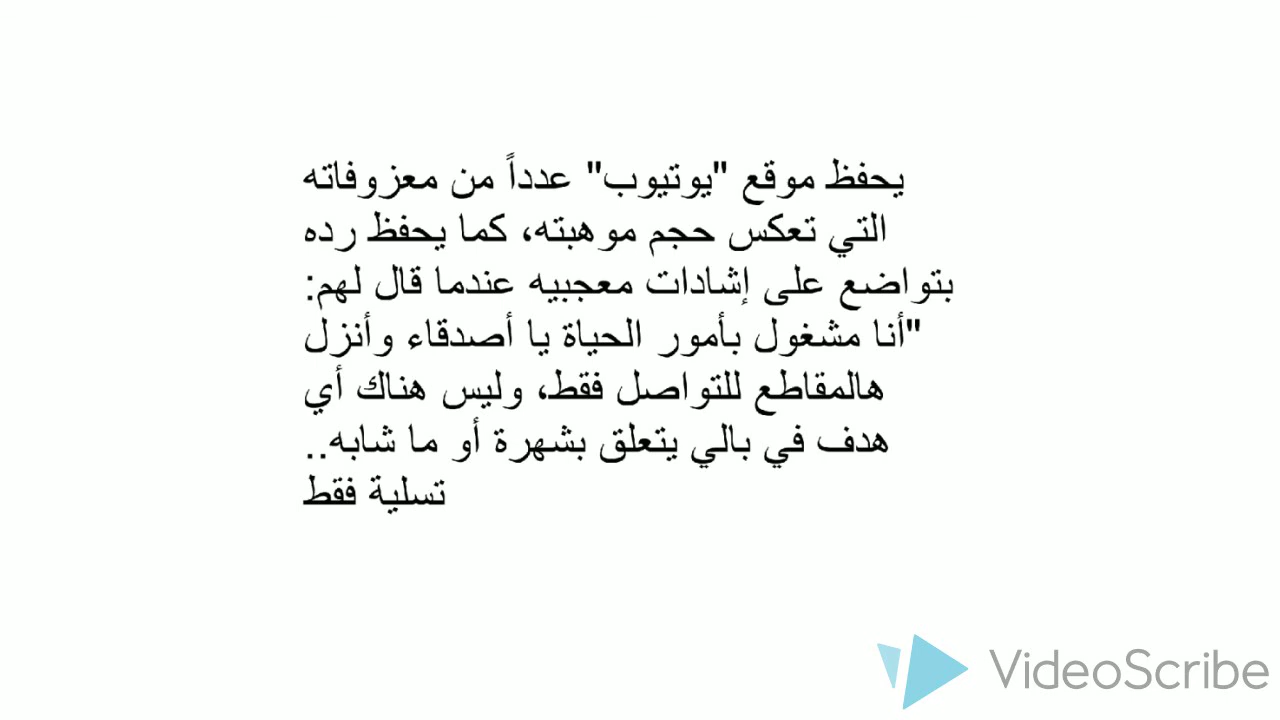 يحفظ موقع "يوتيوب" عدداً من معزوفاته
التي تعكس حجم موهبته، كما يحفظ رده
بتواضع على إشادات معجبيه عندما قال لهم:
"أنا مشغول بأمور الحياة يا أصدقاء وأنزل
هالمقاطع للتواصل فقط، وليس هناك أي
هدف في بالي يتعلق بشهرة أو ما شابه..
تسلية فقط
VideoScribe